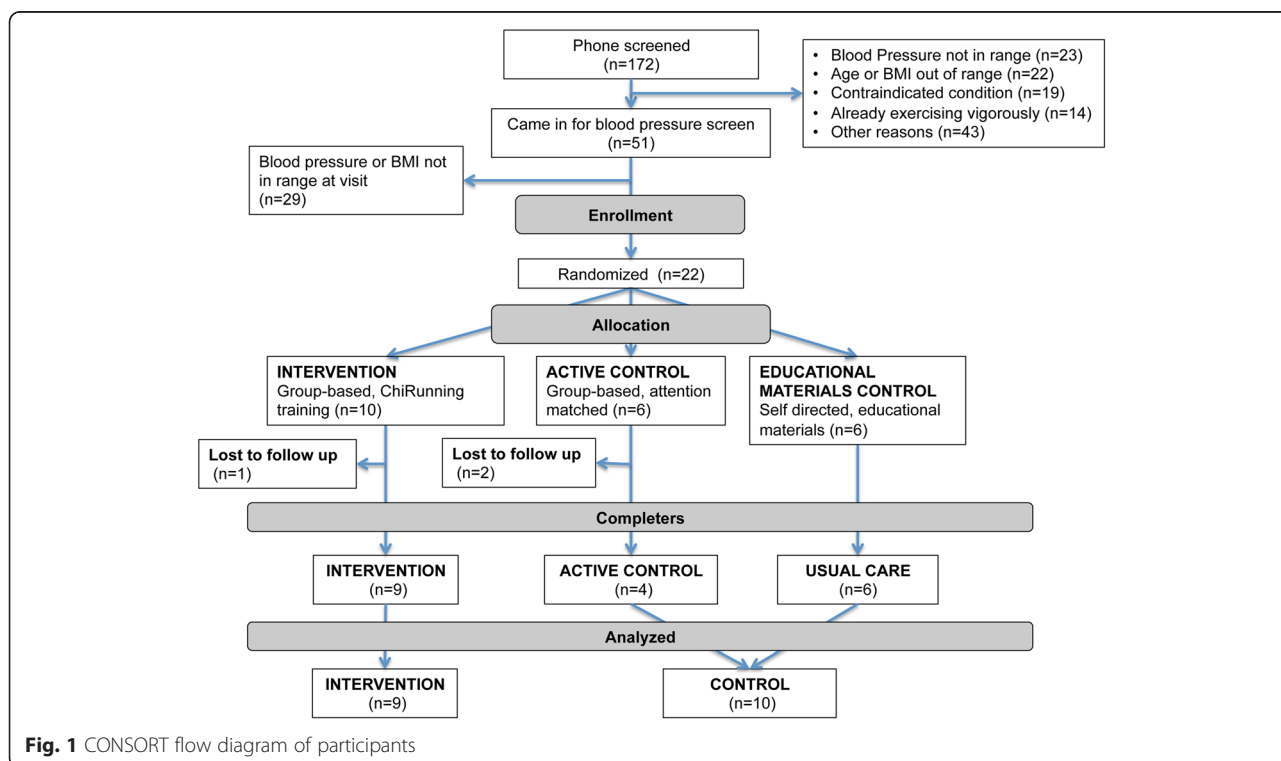 Phone screened
(n=172)
• Blood Pressure not in range (n=23)
• Age or BMI out of range (n=22)
• Contraindicated condition (n=19)
• Already exercising vigorously (n=14)
• Other reasons (n=43)
Came in for blood pressure screen
(n=51)
Blood pressure or BMI not
in range at visit
(n=29)
Enrollment
Randomized (n=22)
Allocation
INTERVENTION
Group-based, ChiRunning
training (n=10)
ACTIVE CONTROL
Group-based, attention
matched (n=6)
EDUCATIONAL
MATERIALS CONTROL
Self directed, educational
materials (n=6)
Lost to follow up
(n=1)
Lost to follow up
(n=2)
Completers
INTERVENTION
(n=9)
ACTIVE CONTROL
(n=4)
USUAL CARE
(n=6)
Analyzed
INTERVENTION
(n=9)
CONTROL
(n=10)
Fig. 1 CONSORT flow diagram of participants